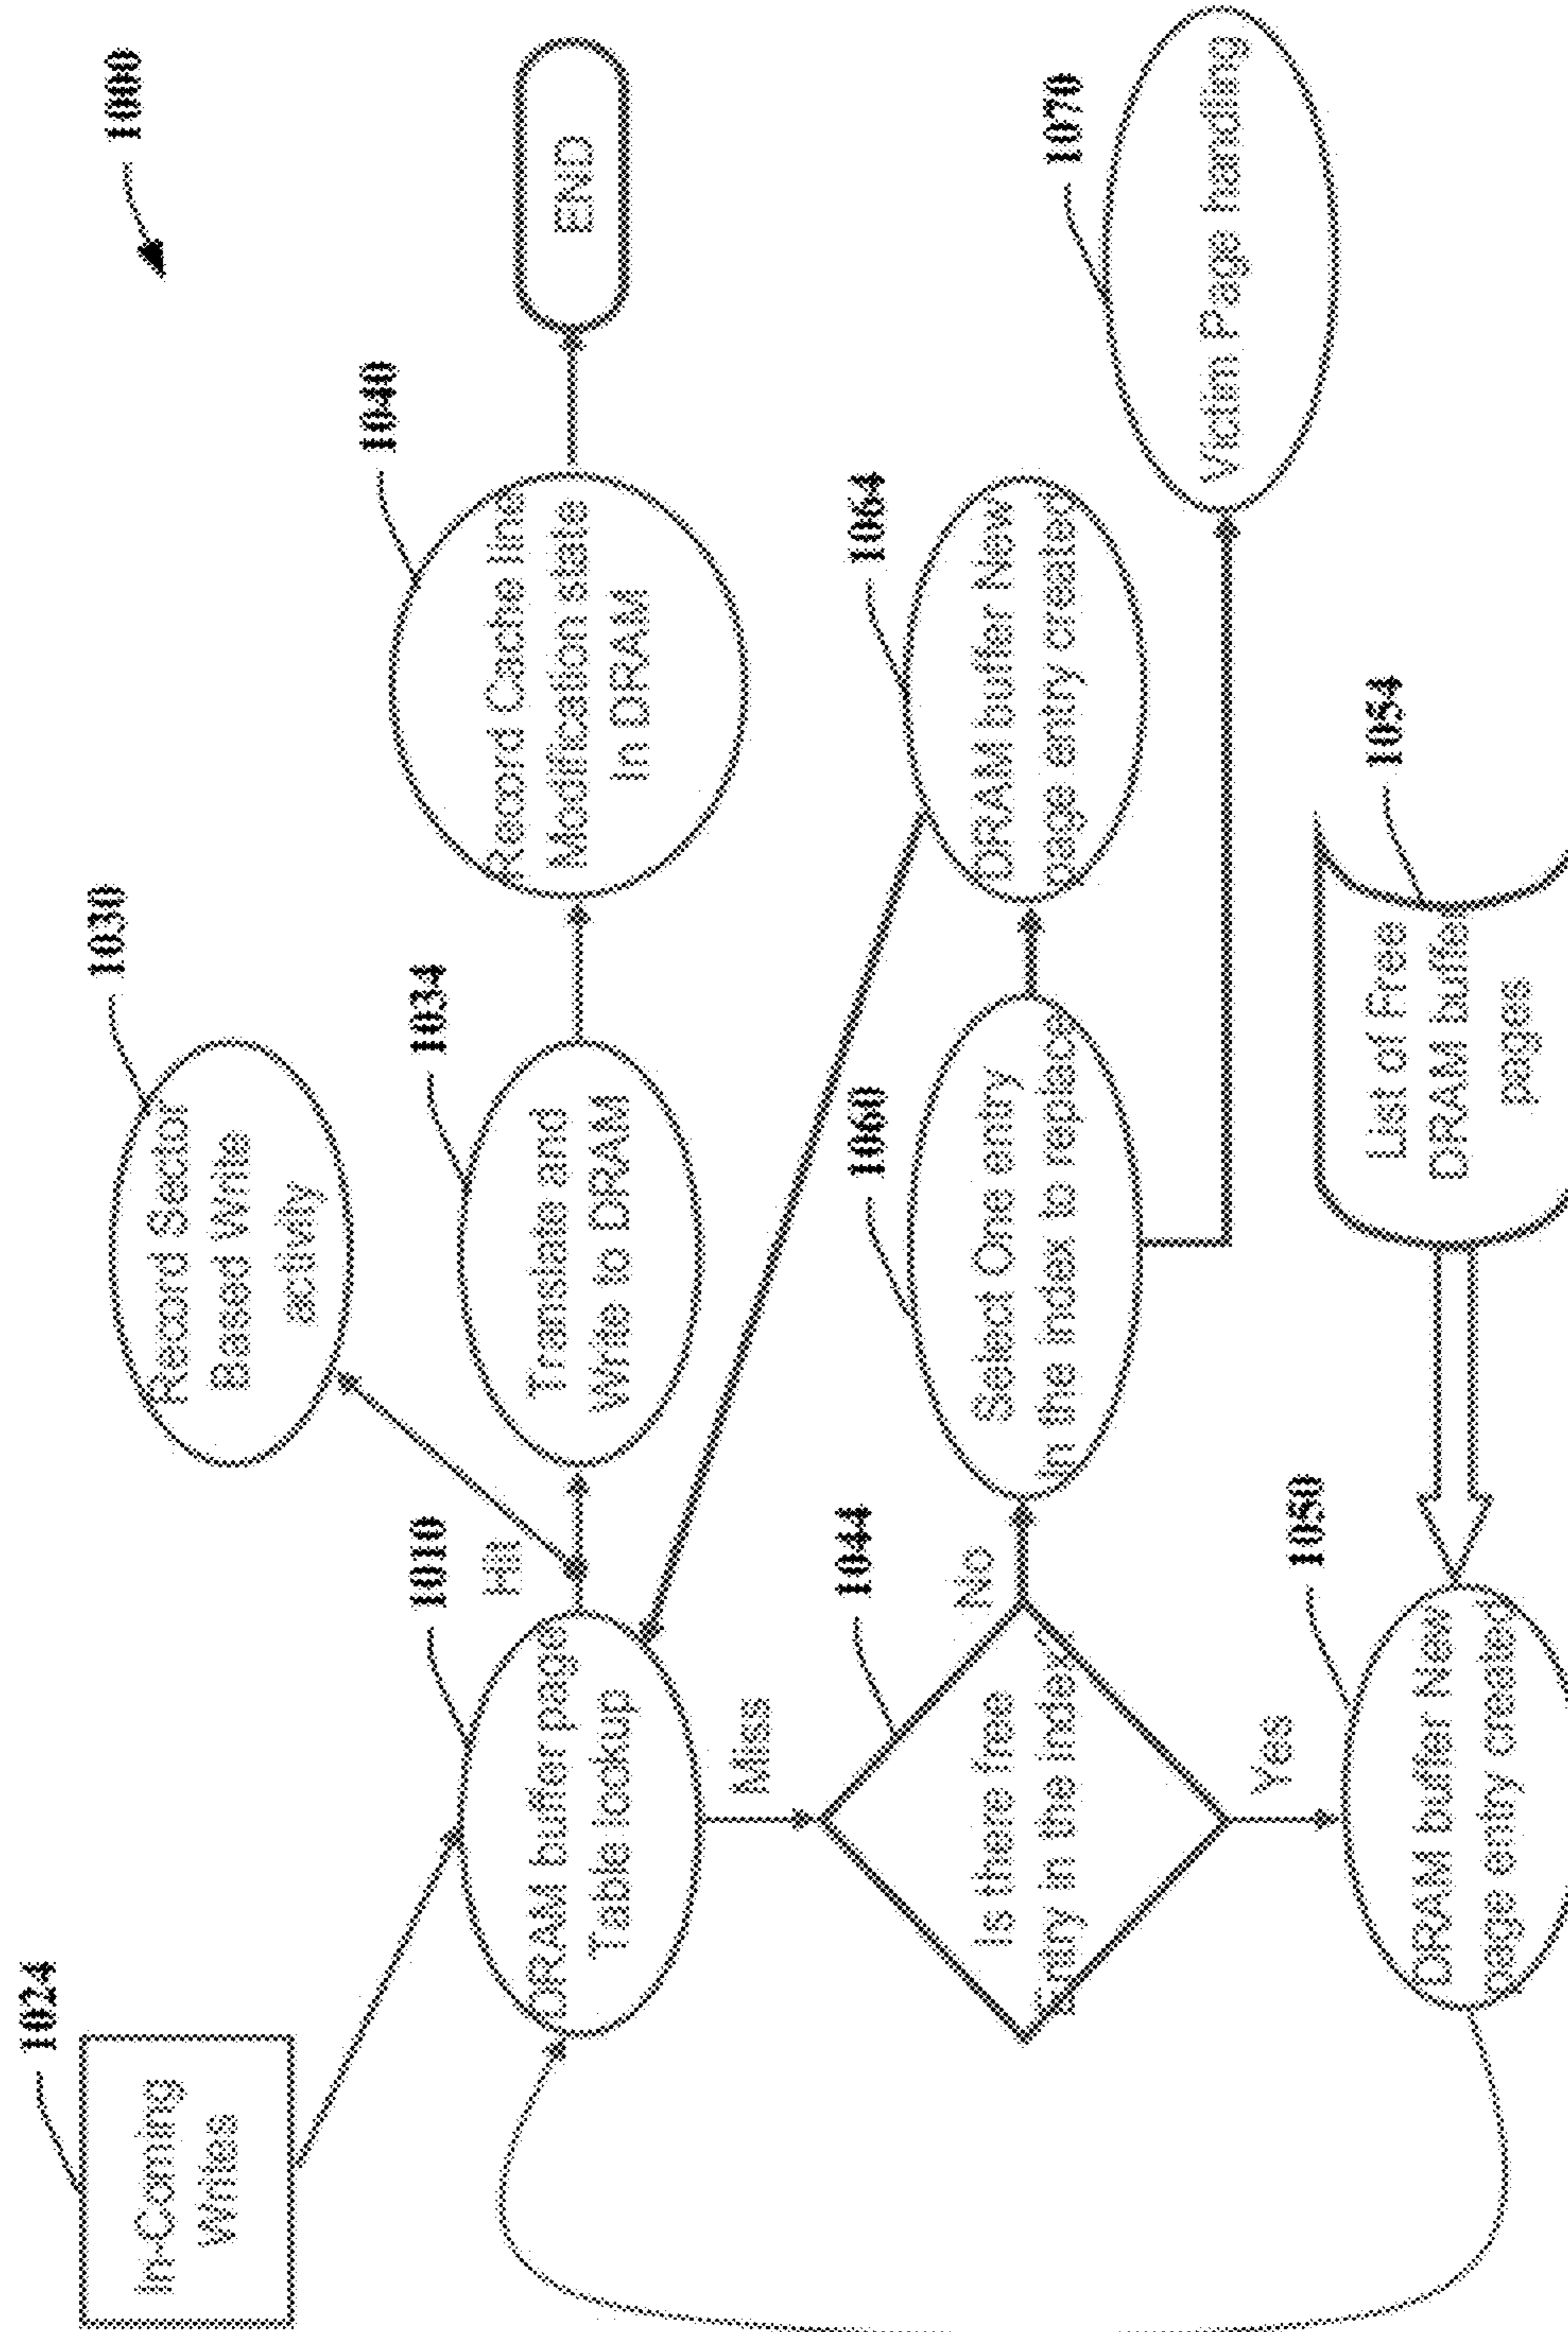 1000
1024
In-Coming
Writes
1030
Record Sector
Based Write
activity
1010
DRAM buffer page
Table lookup
Hit
1034
Translate and
Write to DRAM
1040
Record Cache line
Modification state
In DRAM
END
Miss
1044
Is there free
Entry in the index?
No
1060
Select One entry
in the index to replace
1064
DRAM buffer New
page entry created
1070
Victim Page handing
Yes
1050
DRAM buffer New
page entry created
1054
List of Free
DRAM buffer
pages